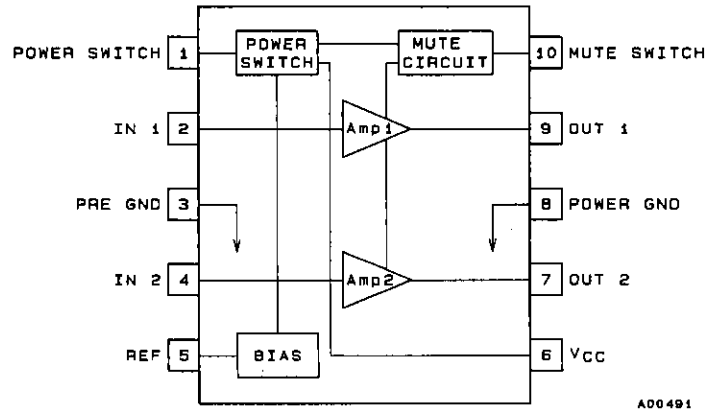 POWER SWITCH 1 POWER SWITCH MUTE CIRCUIT 10 MUTE SWITCH
IN 1 2 Amp1 9 OUT 1
PRE GND 3 8 POWER GND
IN 2 4 Amp2 7 OUT 2
REF 5 BIAS 6 VCC
A00491